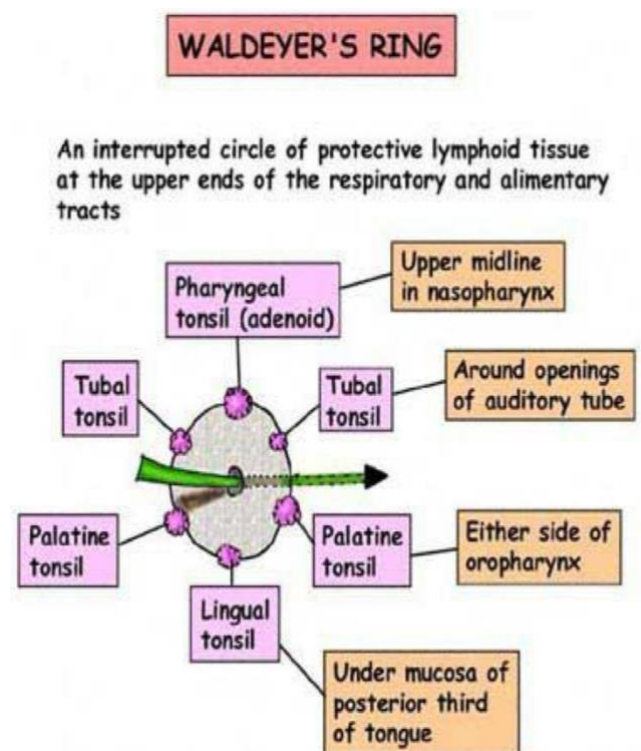 WALDEYER'S RING
An interrupted circle of protective lymphoid tissue
at the upper ends of the respiratory and alimentary
tracts
Upper midline
in nasopharynx
Pharyngeal
tonsil (adenoid)
Tubal
tonsil
Tubal
tonsil
Around openings
of auditory tube
Palatine
tonsil
Palatine
tonsil
Either side of
oropharynx
Lingual
tonsil
Under mucosa of
posterior third
of tongue